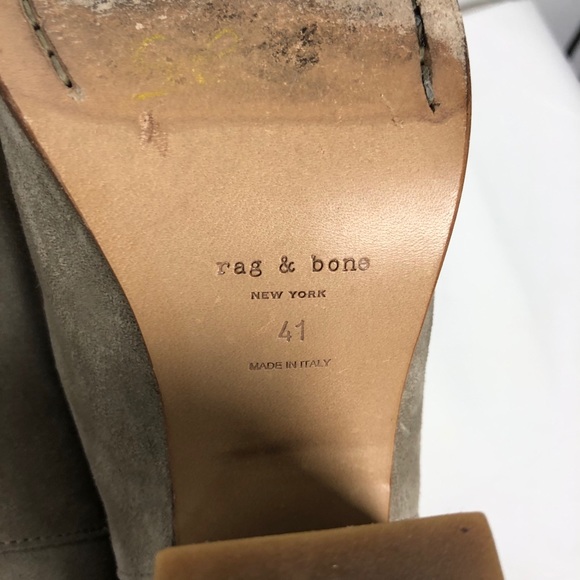 rag & bone
NEW YORK
41
MADE IN ITALY